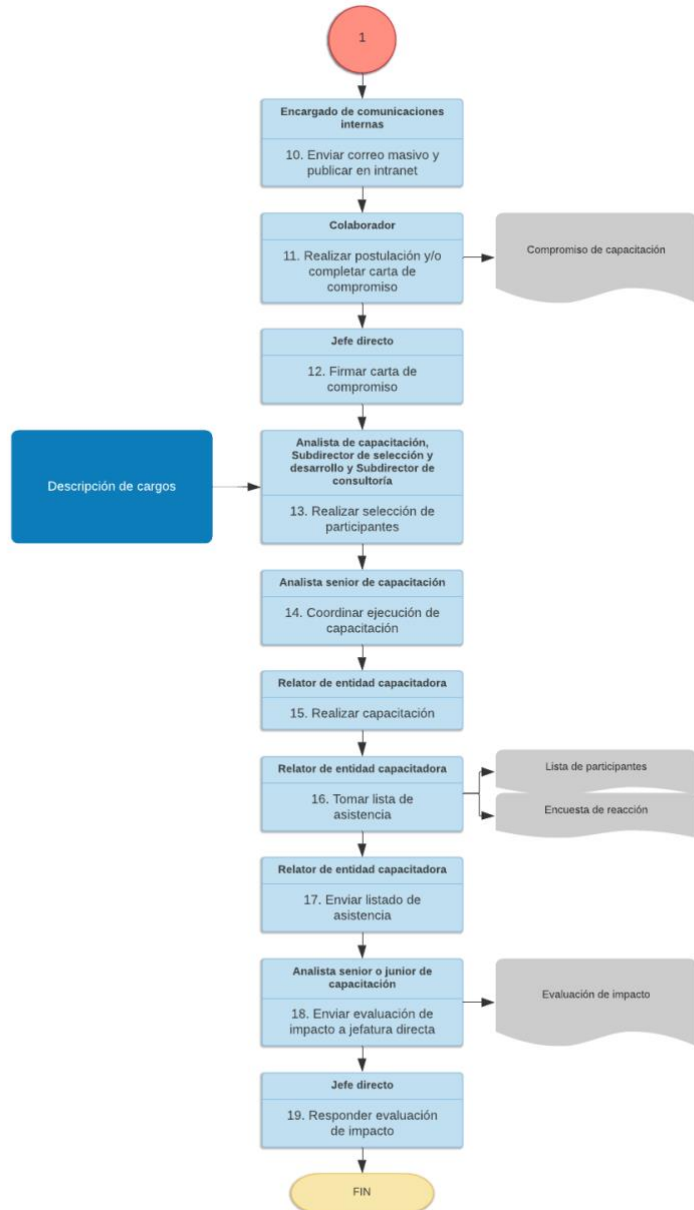 1
Encargado de comunicaciones
internas
10. Enviar correo masivo y
publicar en intranet
Colaborador
11. Realizar postulación y/o
completar carta de
compromiso
Compromiso de capacitación
Jefe directo
12. Firmar carta de
compromiso
Descripción de cargos
Analista de capacitación,
Subdirector de selección y
desarrollo y Subdirector de
consultoría
13. Realizar selección de
participantes
Analista senior de capacitación
14. Coordinar ejecución de
capacitación
Relator de entidad capacitadora
15. Realizar capacitación
Relator de entidad capacitadora
16. Tomar lista de
asistencia
Lista de participantes
Encuesta de reacción
Relator de entidad capacitadora
17. Enviar listado de
asistencia
Analista senior o junior de
capacitación
18. Enviar evaluación de
impacto a jefatura directa
Evaluación de impacto
Jefe directo
19. Responder evaluación
de impacto
FIN